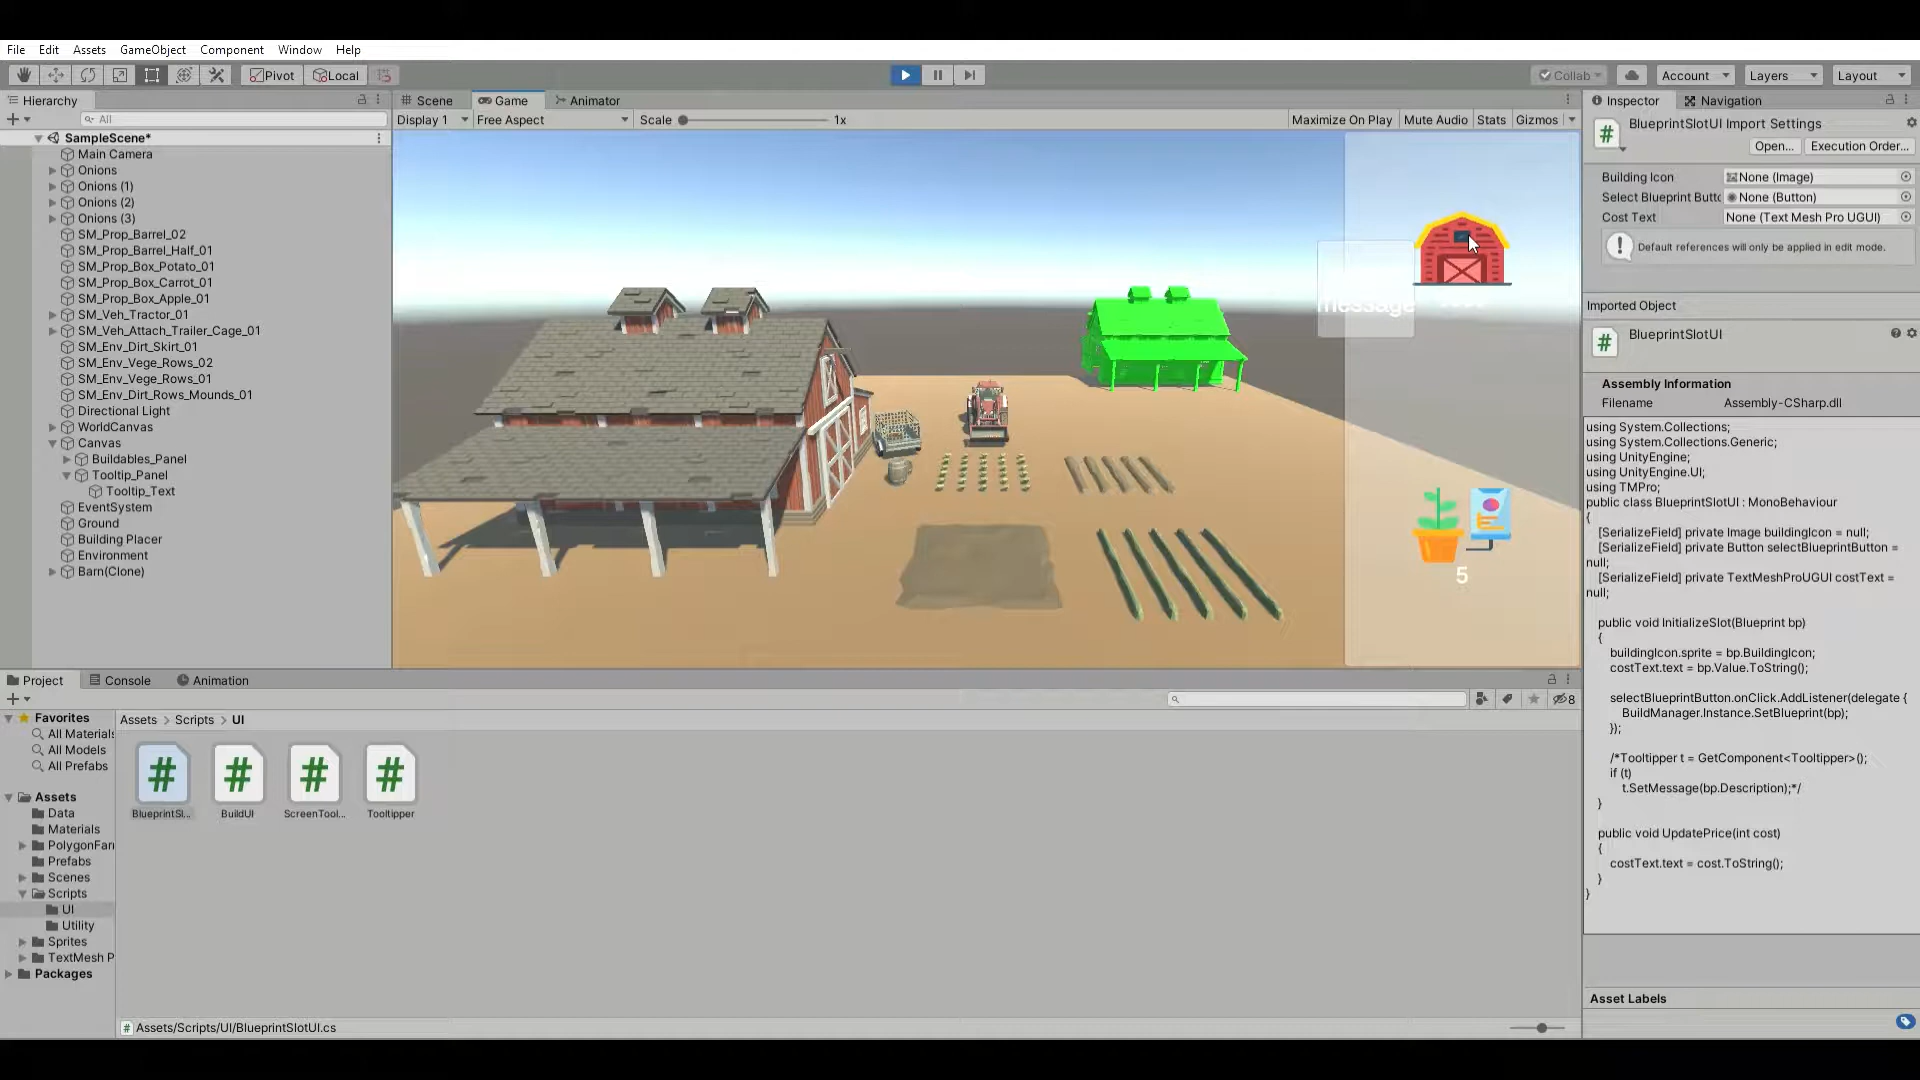 File Edit Assets GameObject Component Window Help
Pivot Local Collab Account Layers Layout
Hierarchy
All
SampleScene*
Main Camera
Onions
Onions (1)
Onions (2)
Onions (3)
SM_Prop_Barrel_02
SM_Prop_Barrel_Half_01
SM_Prop_Box_Potato_01
SM_Prop_Box_Carrot_01
SM_Prop_Box_Apple_01
SM_Veh_Tractor_01
SM_Veh_Attach_Trailer_Cage_01
SM_Env_Dirt_Skirt_01
SM_Env_Vege_Rows_02
SM_Env_Vege_Rows_01
SM_Env_Dirt_Rows_Mounds_01
Directional Light
WorldCanvas
Canvas
Buildables_Panel
Tooltip_Panel
Tooltip_Text
EventSystem
Ground
Building Placer
Environment
Barn(Clone)
Scene Game Animator
Display 1 Free Aspect Scale 1x Maximize On Play Mute Audio Stats Gizmos
message
5
Inspector Navigation
BlueprintSlotUI Import Settings
Open... Execution Order...
Building Icon None (Image)
Select Blueprint Butto None (Button)
Cost Text None (Text Mesh Pro UGUI)
Default references will only be applied in edit mode.
Imported Object
BlueprintSlotUI
Assembly Information
Filename Assembly-CSharp.dll
using System.Collections;
using System.Collections.Generic;
using UnityEngine;
using UnityEngine.UI;
using TMPro;
public class BlueprintSlotUI : MonoBehaviour
{
[SerializeField] private Image buildingIcon = null;
[SerializeField] private Button selectBlueprintButton =
null;
[SerializeField] private TextMeshProUGUI costText =
null;
public void InitializeSlot(Blueprint bp)
{
buildingIcon.sprite = bp.BuildingIcon;
costText.text = bp.Value.ToString();
selectBlueprintButton.onClick.AddListener(delegate {
BuildManager.Instance.SetBlueprint(bp);
});
/*Tooltipper t = GetComponent<Tooltipper>();
if (t)
t.SetMessage(bp.Description);*/
}
public void UpdatePrice(int cost)
{
costText.text = cost.ToString();
}
}
Asset Labels
Project Console Animation
8
Favorites
All Materials
All Models
All Prefabs
Assets
Data
Materials
PolygonFar
Prefabs
Scenes
Scripts
UI
Utility
Sprites
TextMesh P
Packages
Assets > Scripts > UI
BlueprintSl... BuildUI ScreenTool... Tooltipper
Assets/Scripts/UI/BlueprintSlotUI.cs